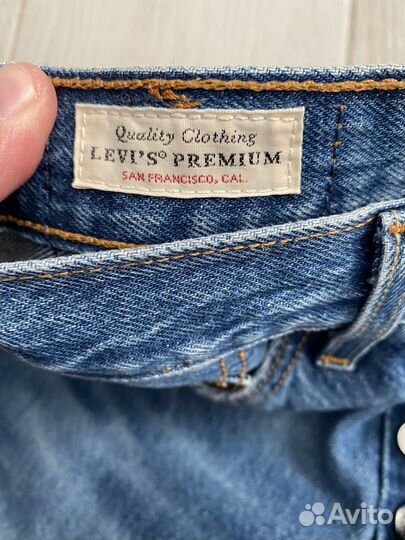 Quality Clothing
LEVI'S® PREMIUM
SAN FRANCISCO, CAL.
Avito